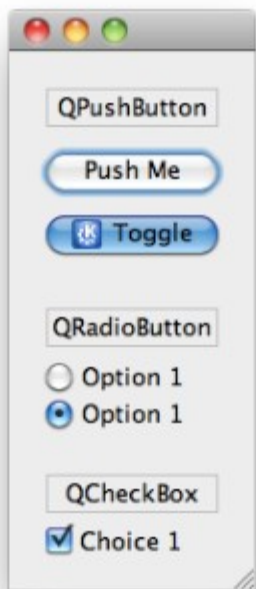 QPushButton
Push Me
Toggle
QRadioButton
Option 1
Option 1
QCheckBox
Choice 1